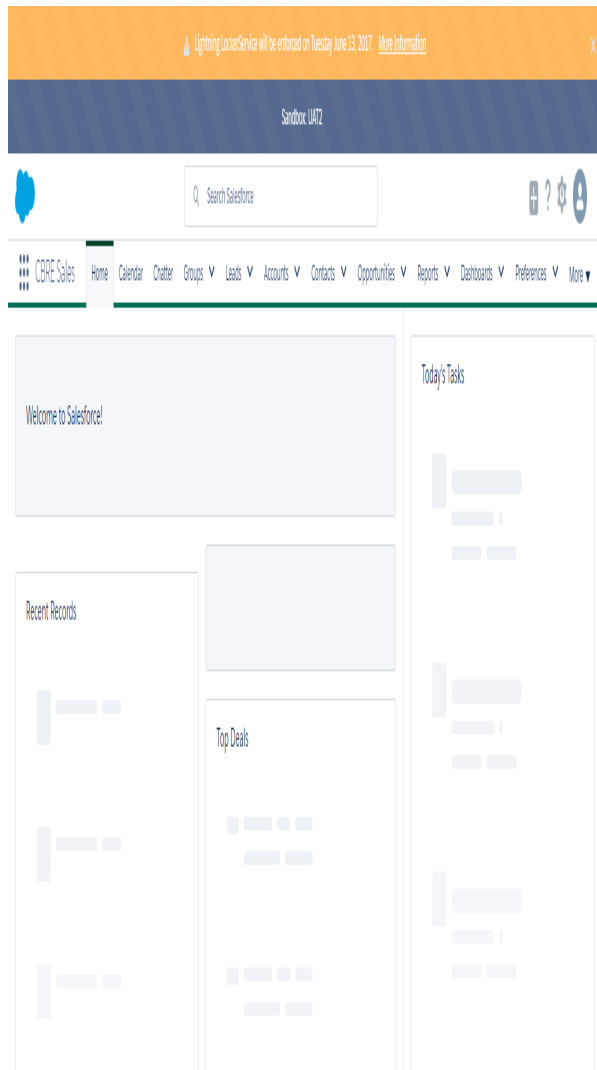 Lightning LockerService will be enforced on Tuesday June 13, 2017. More Information X
Sandbox: UAT2
Search Salesforce
CBRE Sales Home Calendar Chatter Groups Leads Accounts Contacts Opportunities Reports Dashboards Preferences More
Welcome to Salesforce!
Today's Tasks
Recent Records
Top Deals